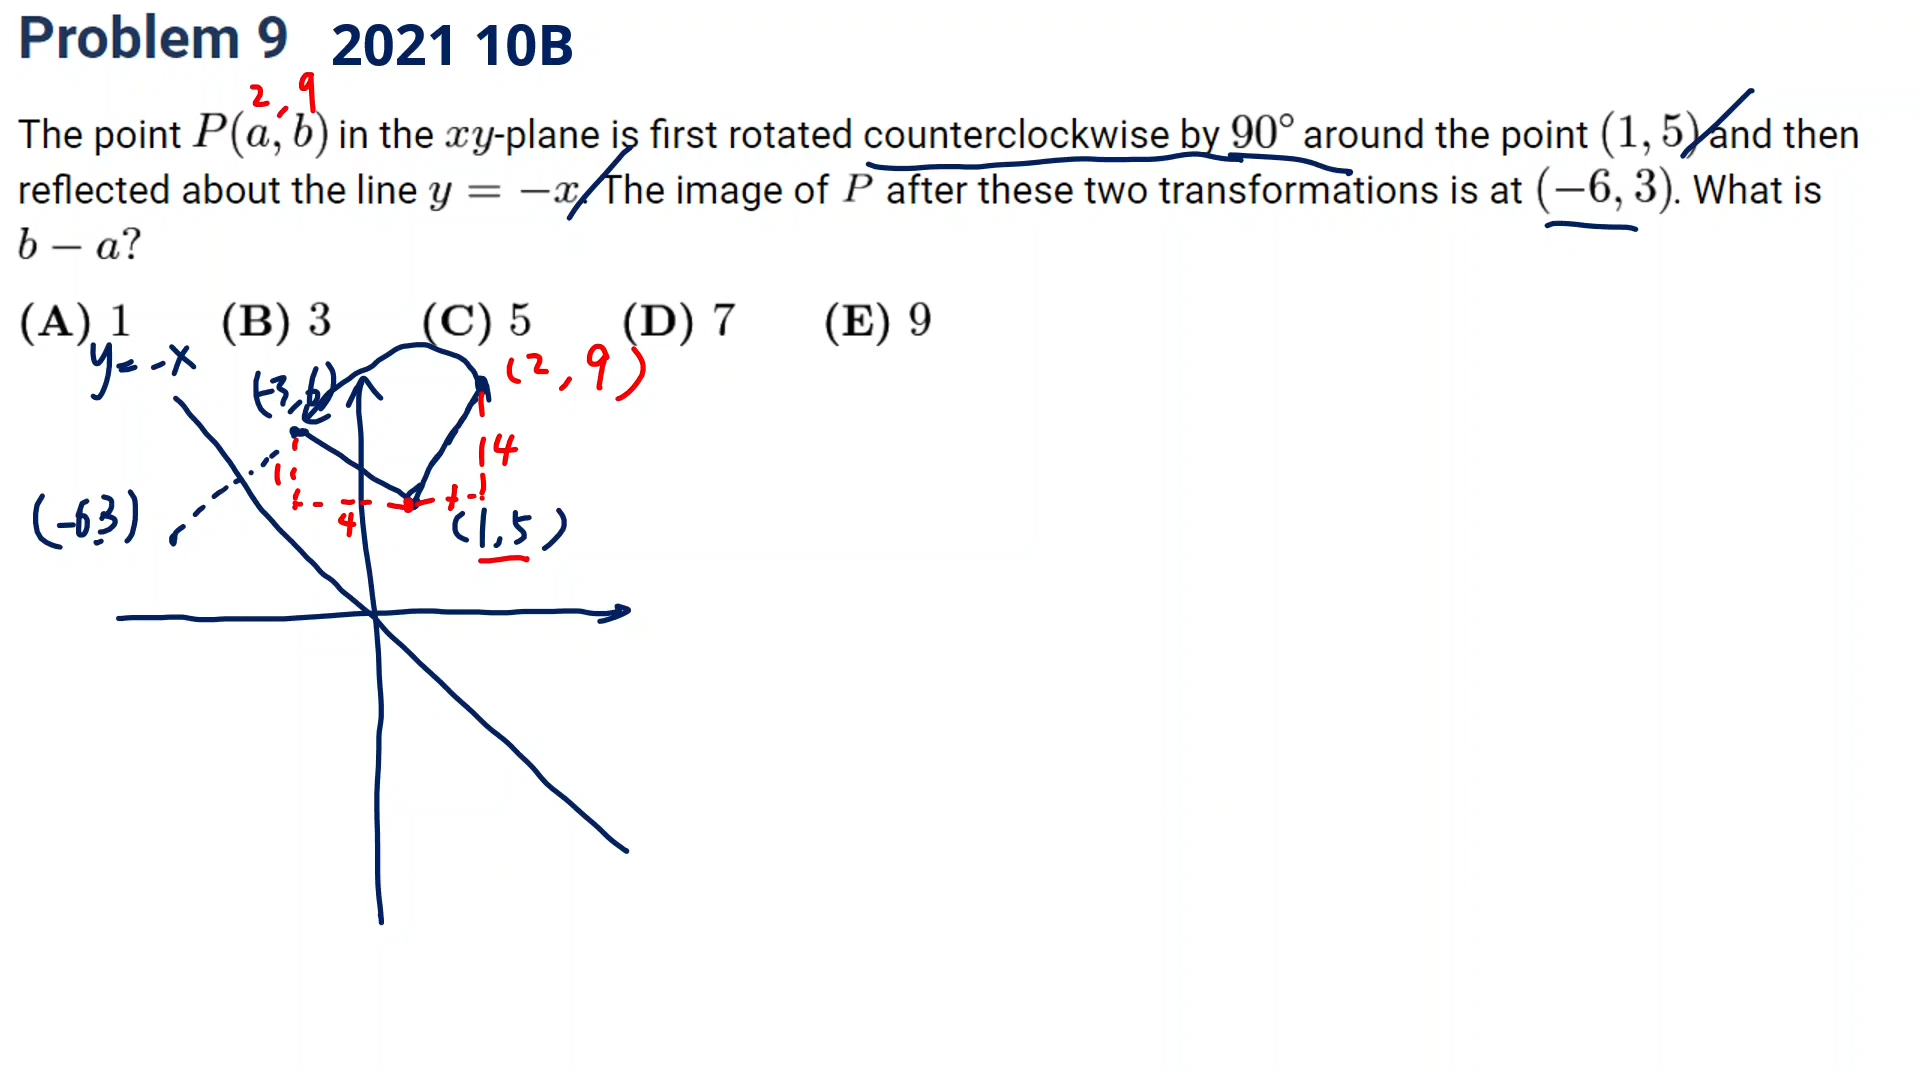 Problem 9 2021 10B
2, 9
The point P(a, b) in the xy-plane is first rotated counterclockwise by 90° around the point (1, 5) and then
reflected about the line y = −x. The image of P after these two transformations is at (−6, 3). What is
b − a?
(A) 1 (B) 3 (C) 5 (D) 7 (E) 9
y=-x
(-3,6)
(2, 9)
4
1
1
4
(-6,3)
(1,5)